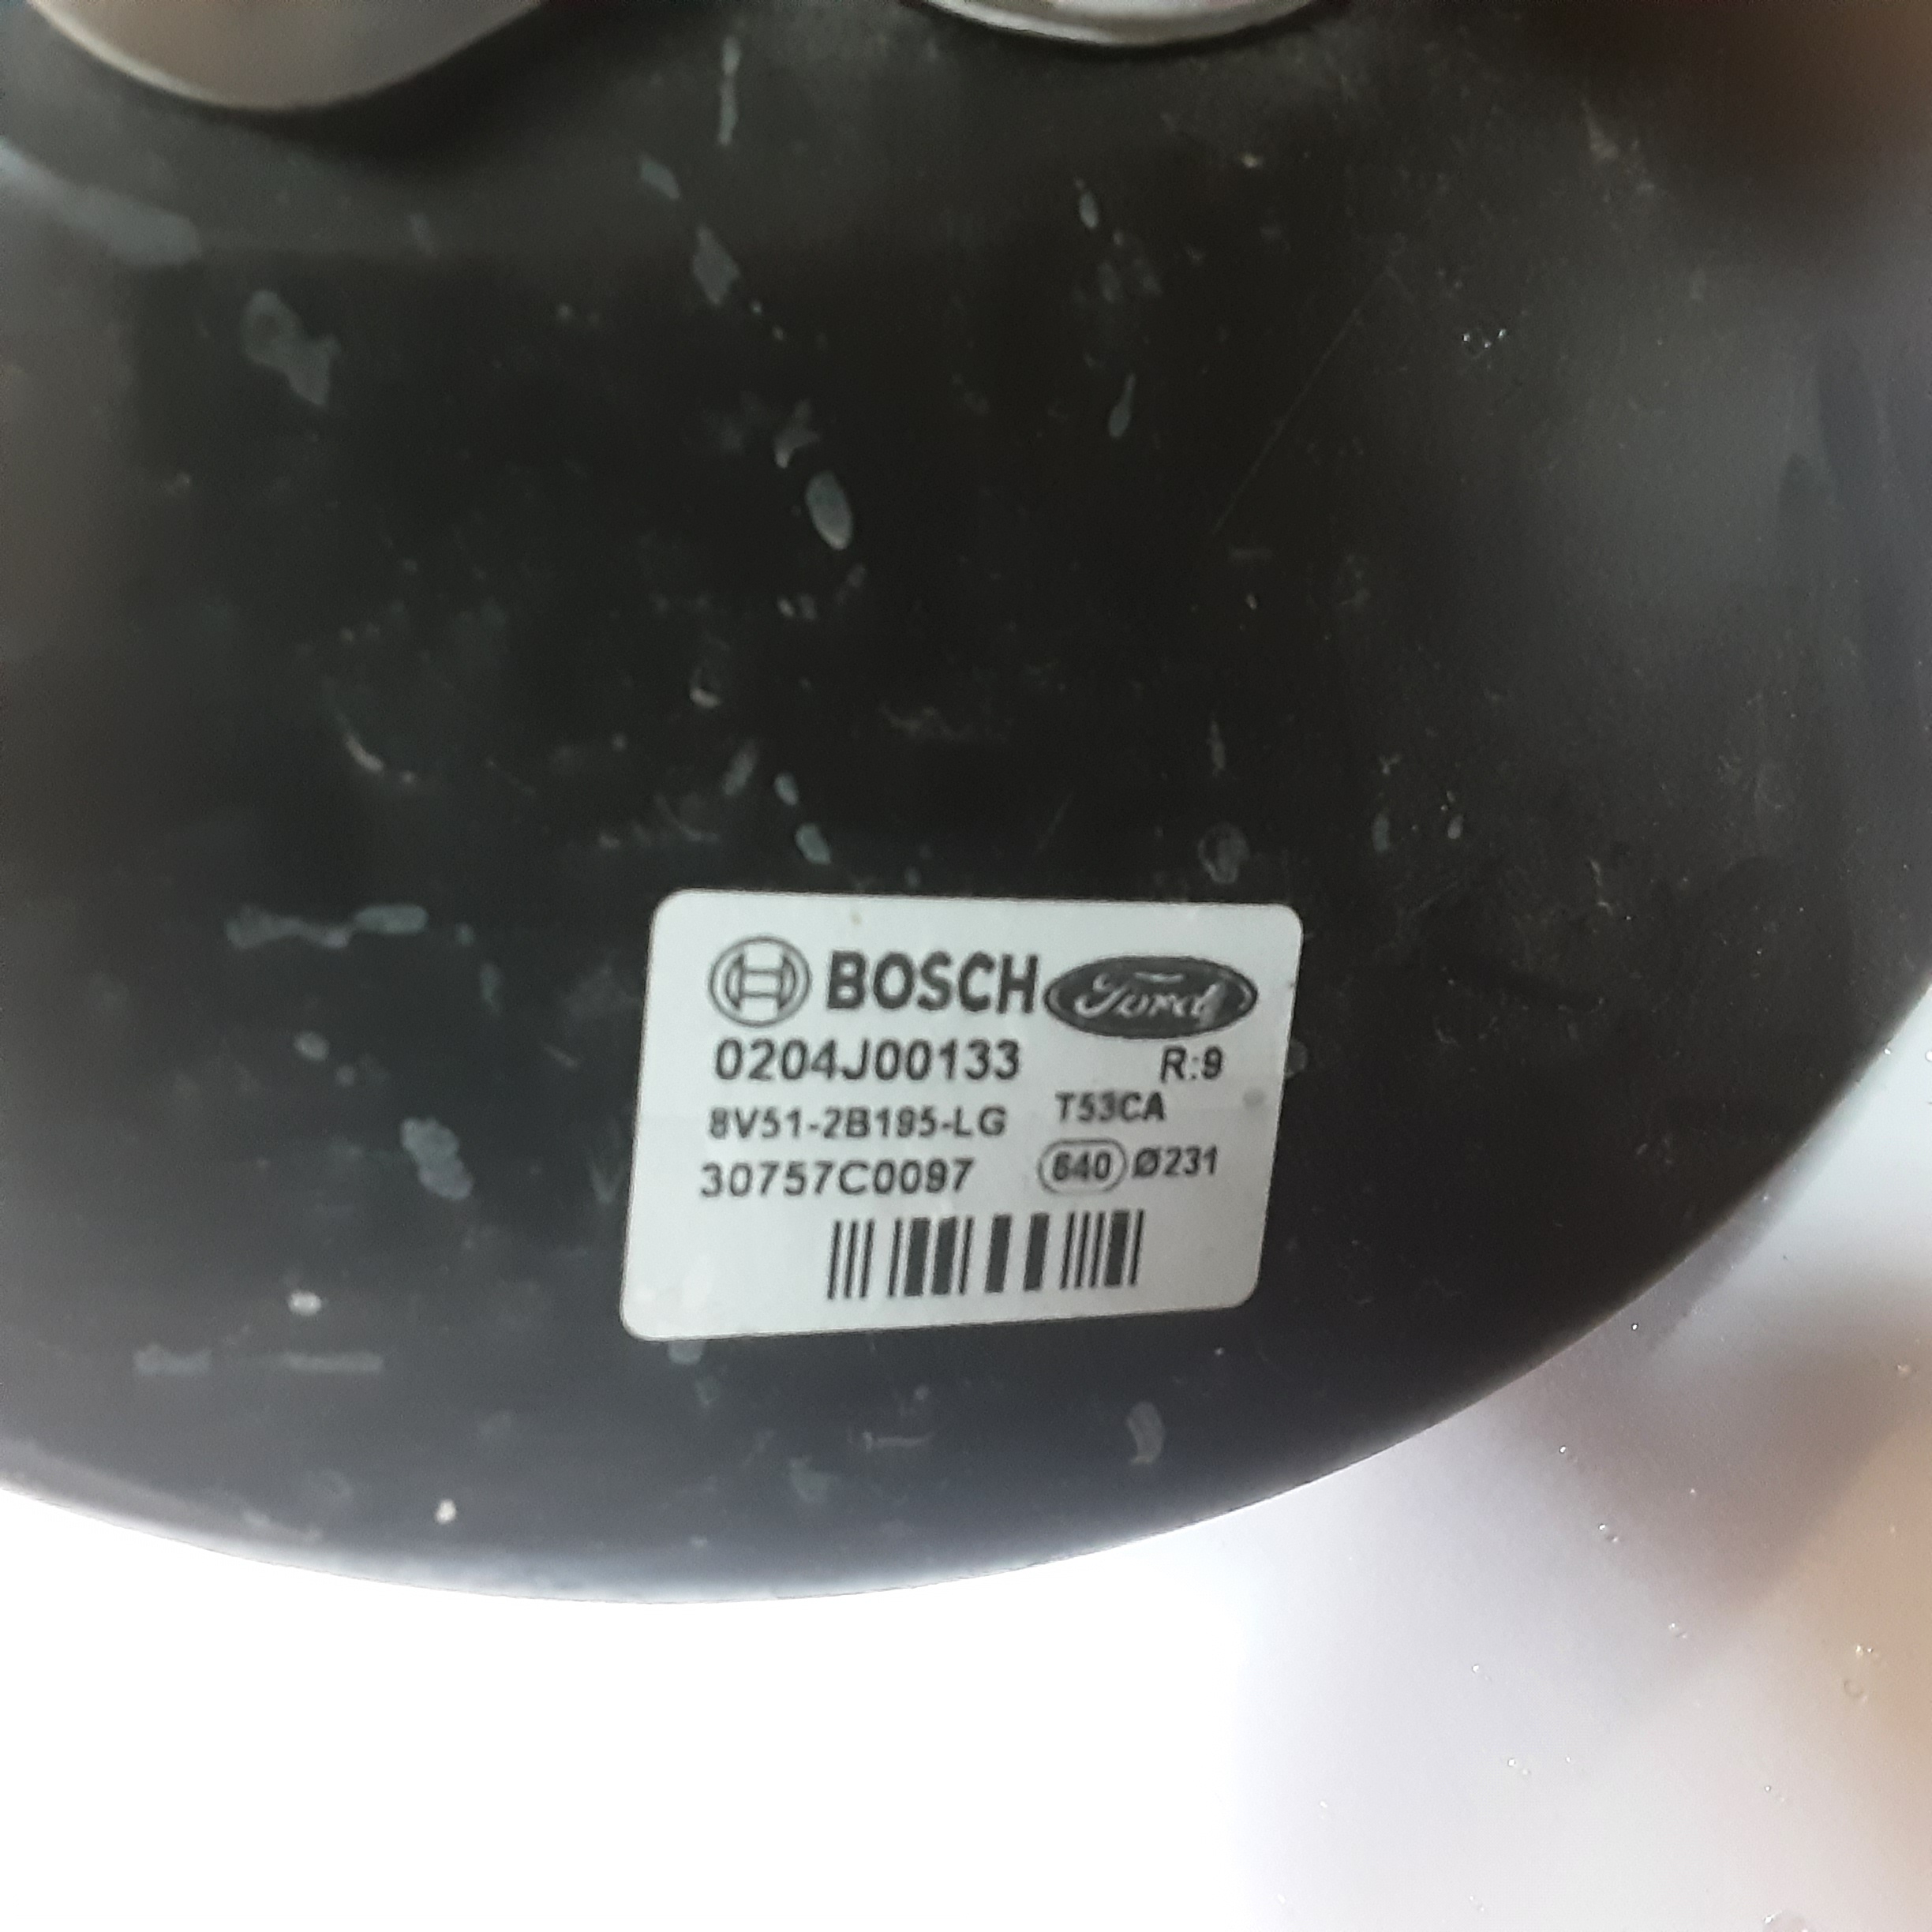 BOSCH Ford
0204J00133 R:9
8V51-2B195-LG T53CA
30757C0097 640 Ø231